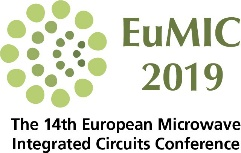 EuMIC
2019
The 14th European Microwave
Integrated Circuits Conference